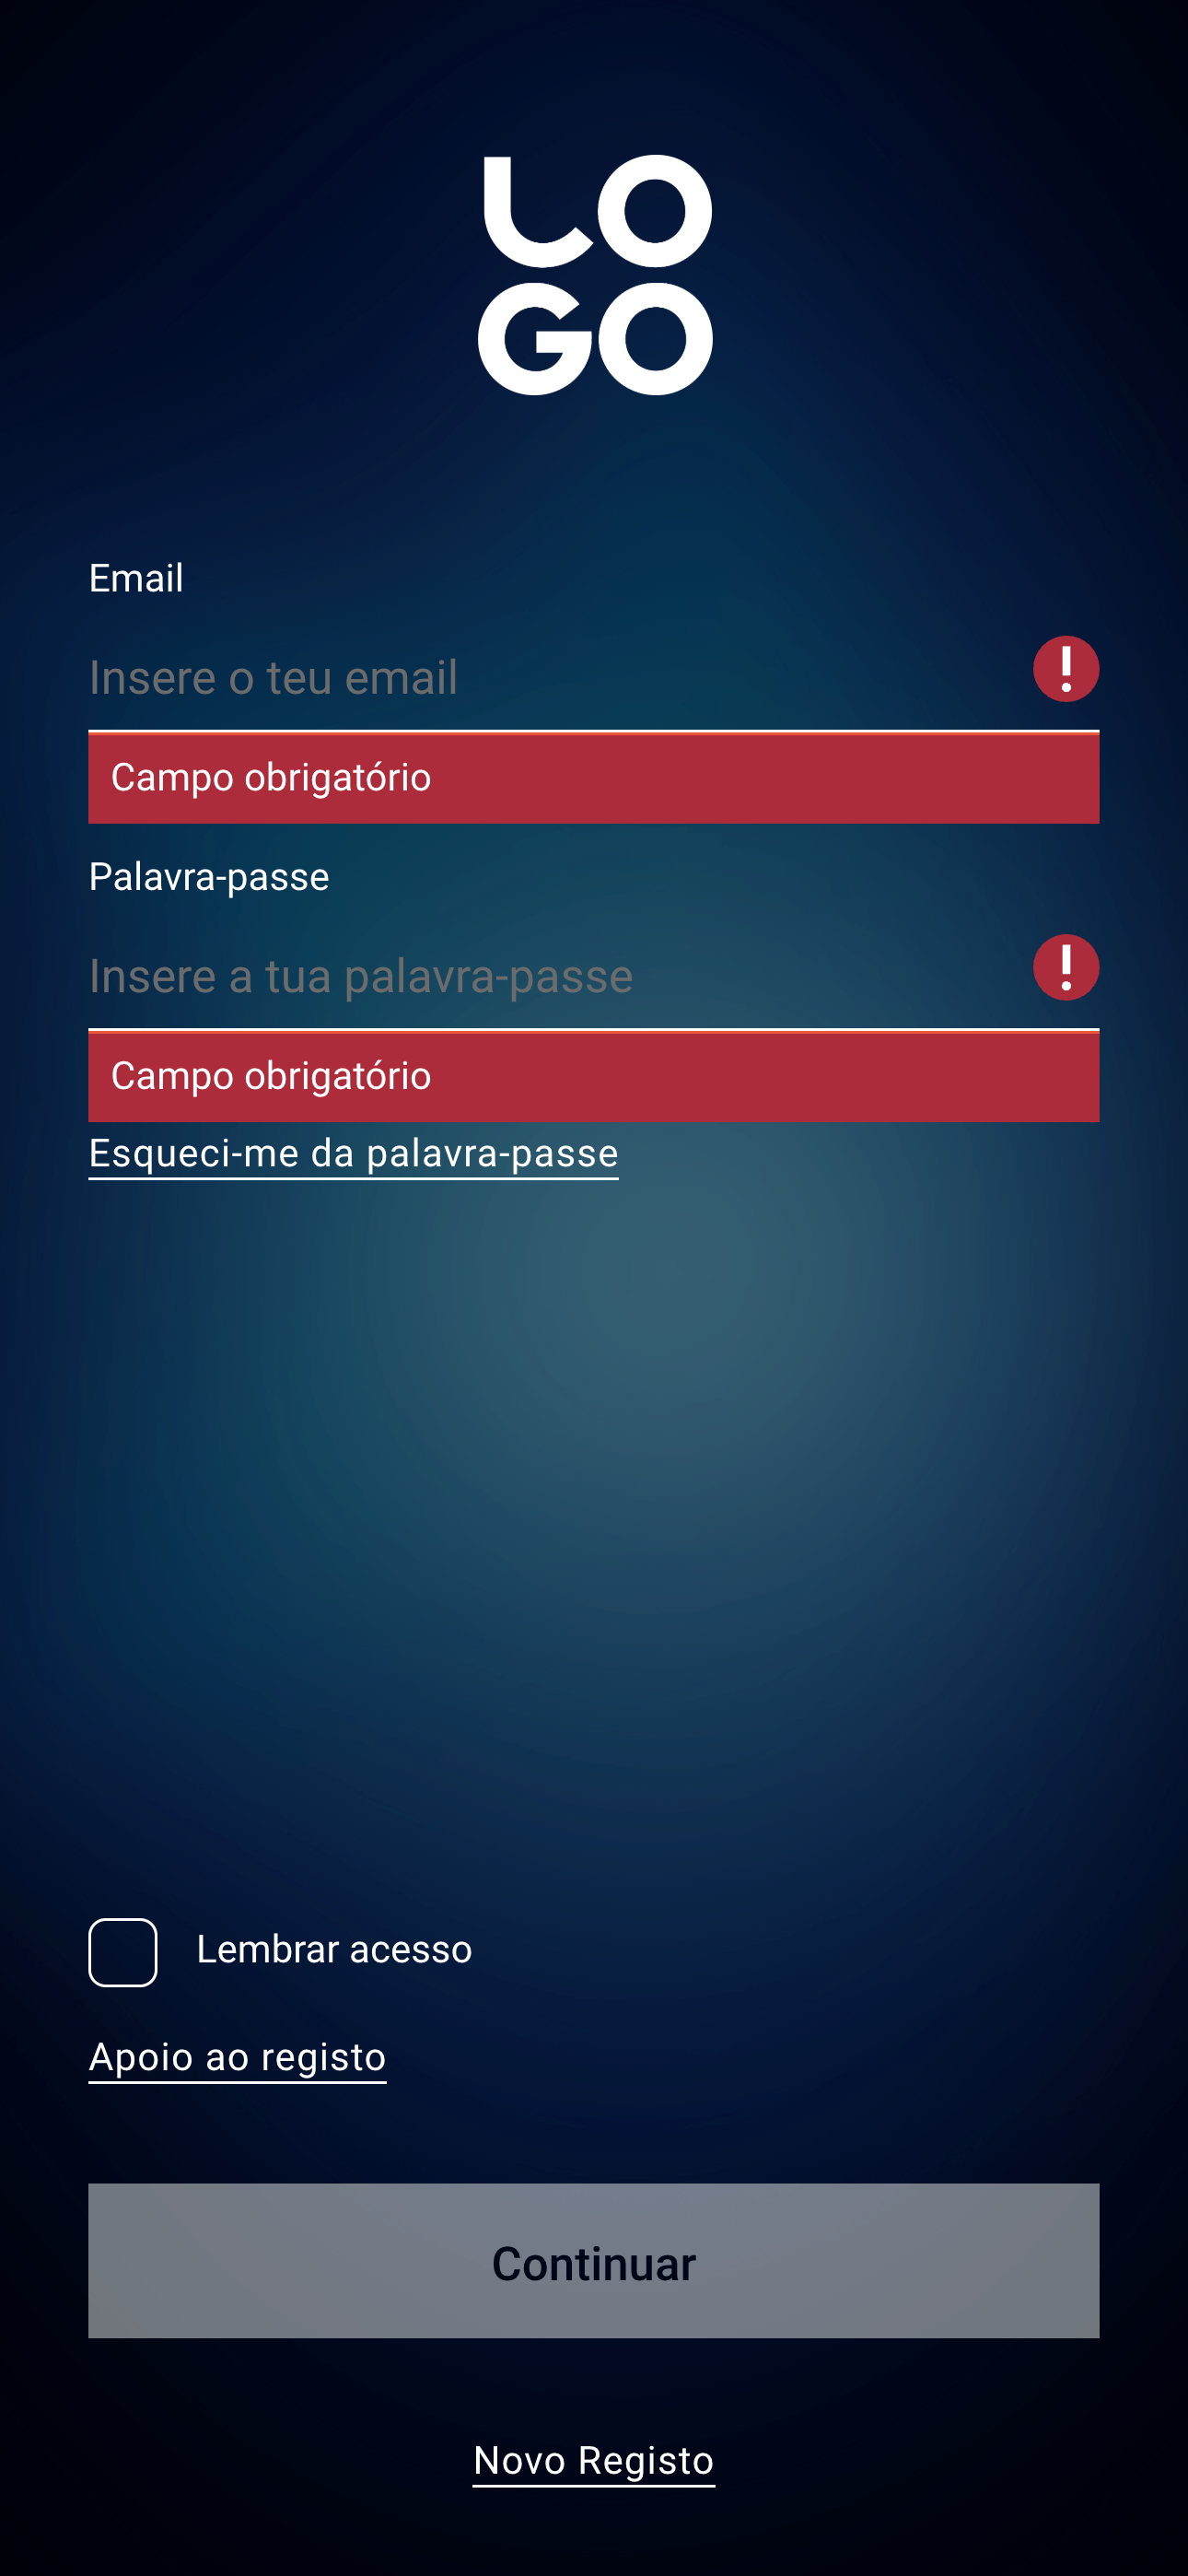 LO
GO
Email
Insere o teu email
Campo obrigatório
Palavra-passe
Insere a tua palavra-passe
Campo obrigatório
Esqueci-me da palavra-passe
Lembrar acesso
Apoio ao registo
Continuar
Novo Registo